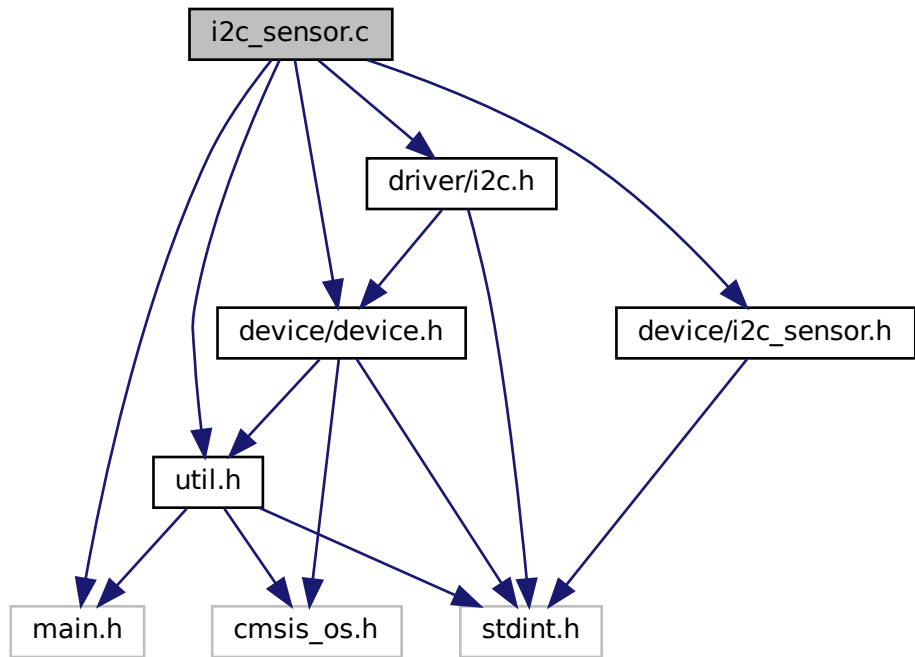 i2c_sensor.c
driver/i2c.h
device/device.h
device/i2c_sensor.h
util.h
main.h
cmsis_os.h
stdint.h